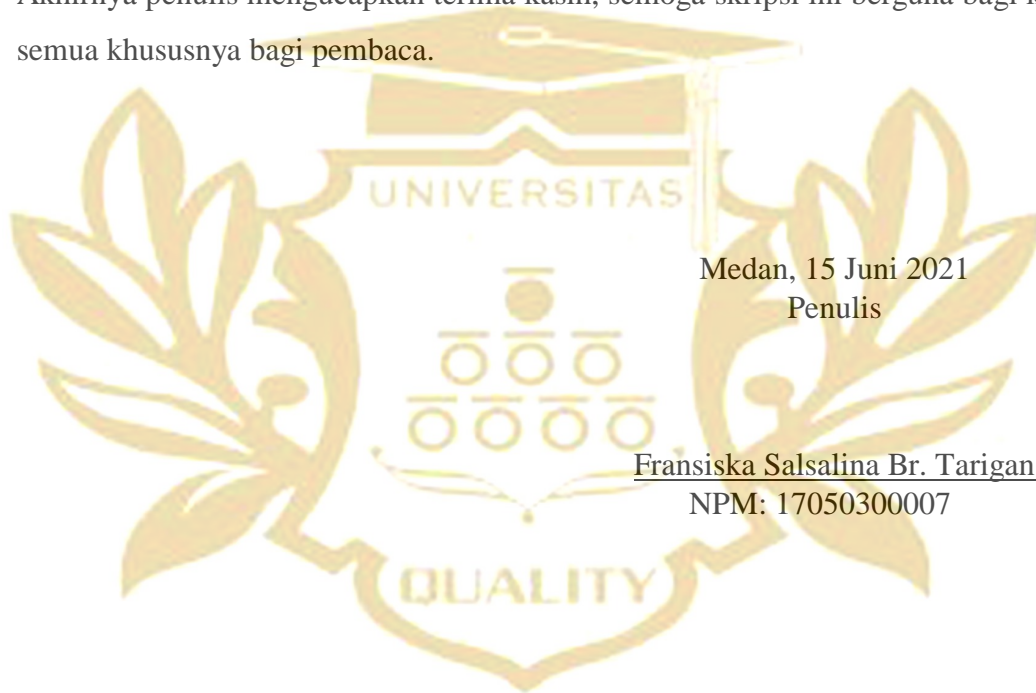 Akhirnya penulis mengucapkan terima kasih, semoga skripsi ini berguna bagi
semua khususnya bagi pembaca.
UNIVERSITAS
Medan, 15 Juni 2021
Penulis
Fransiska Salsalina Br. Tarigan
NPM: 17050300007
QUALITY